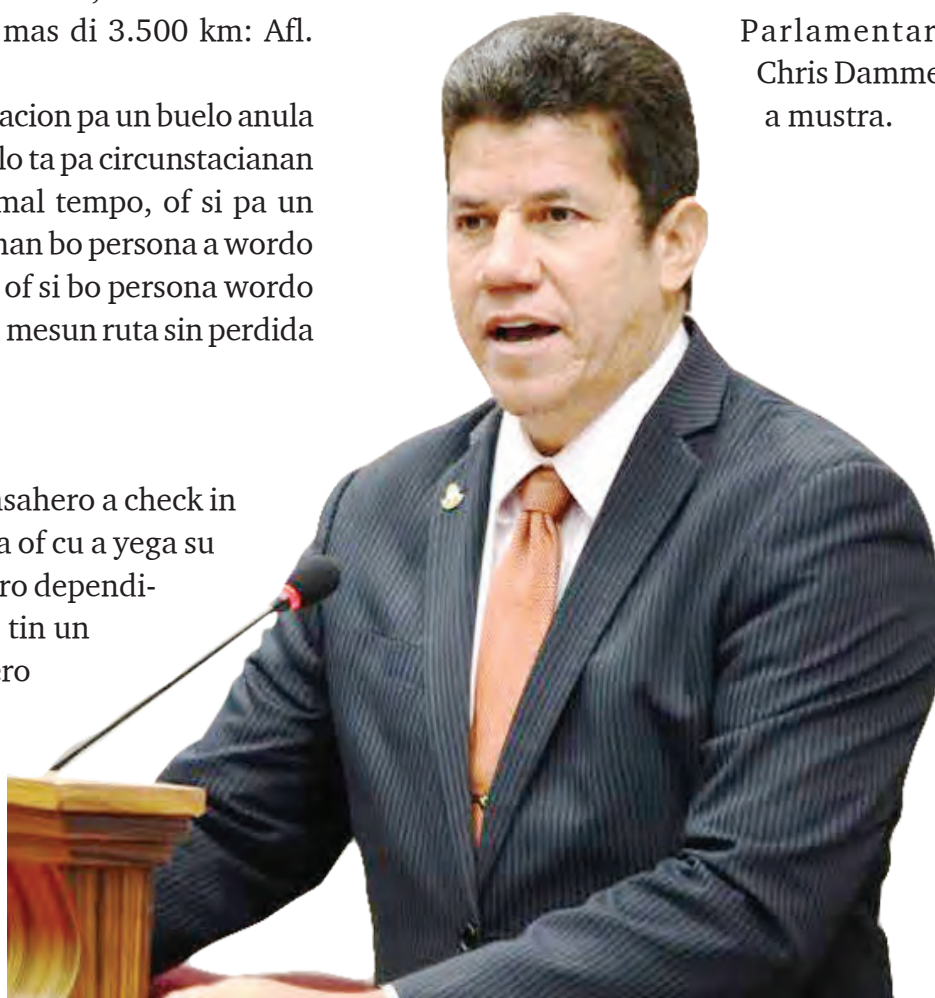 mas di 3.500 km: Afl.
acion pa un buelo anula
lo ta pa circunstacianan
mal tempo, of si pa un
nan bo persona a wordo
of si bo persona wordo
mesun ruta sin perdida
sahero a check in
a of cu a yega su
ro dependi-
tin un
ro
Parlamentar
Chris Damme
a mustra.